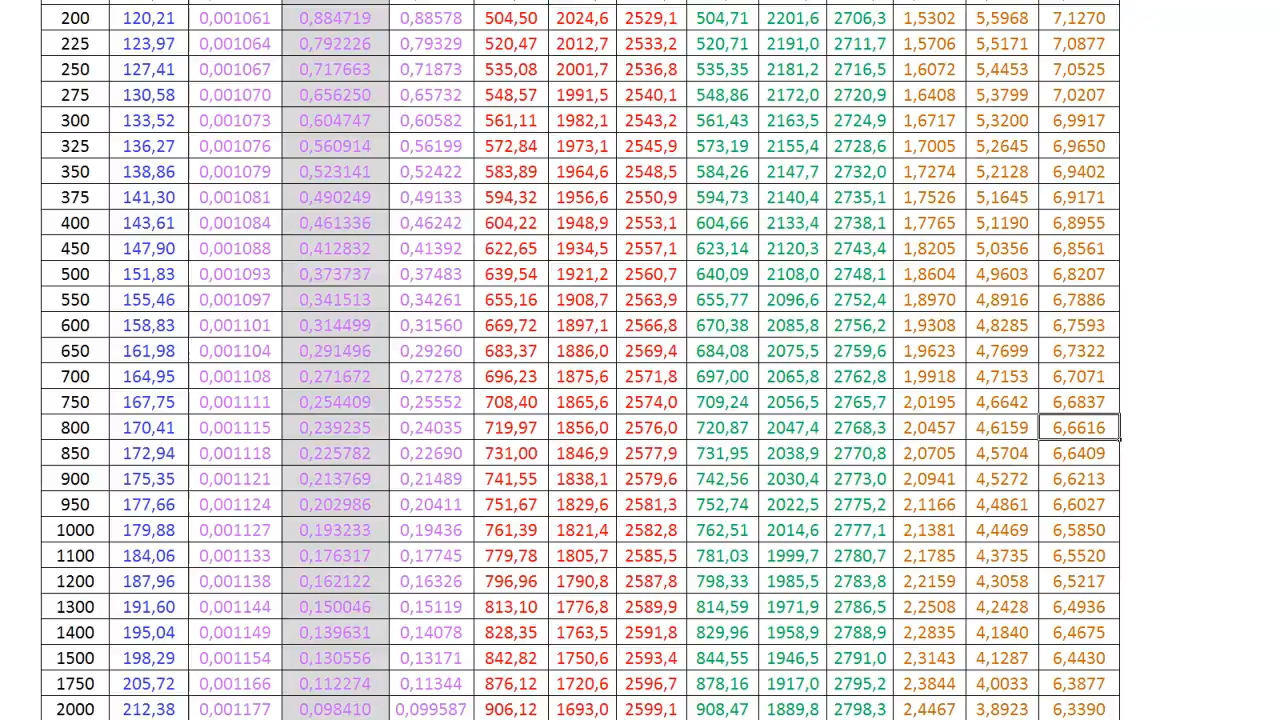 200 120,21 0,001061 0,884719 0,88578 504,50 2024,6 2529,1 504,71 2201,6 2706,3 1,5302 5,5968 7,1270
225 123,97 0,001064 0,792226 0,79329 520,47 2012,7 2533,2 520,71 2191,0 2711,7 1,5706 5,5171 7,0877
250 127,41 0,001067 0,717663 0,71873 535,08 2001,7 2536,8 535,35 2181,2 2716,5 1,6072 5,4453 7,0525
275 130,58 0,001070 0,656250 0,65732 548,57 1991,5 2540,1 548,86 2172,0 2720,9 1,6408 5,3799 7,0207
300 133,52 0,001073 0,604747 0,60582 561,11 1982,1 2543,2 561,43 2163,5 2724,9 1,6717 5,3200 6,9917
325 136,27 0,001076 0,560914 0,56199 572,84 1973,1 2545,9 573,19 2155,4 2728,6 1,7005 5,2645 6,9650
350 138,86 0,001079 0,523141 0,52422 583,89 1964,6 2548,5 584,26 2147,7 2732,0 1,7274 5,2128 6,9402
375 141,30 0,001081 0,490249 0,49133 594,32 1956,6 2550,9 594,73 2140,4 2735,1 1,7526 5,1645 6,9171
400 143,61 0,001084 0,461336 0,46242 604,22 1948,9 2553,1 604,66 2133,4 2738,1 1,7765 5,1190 6,8955
450 147,90 0,001088 0,412832 0,41392 622,65 1934,5 2557,1 623,14 2120,3 2743,4 1,8205 5,0356 6,8561
500 151,83 0,001093 0,373737 0,37483 639,54 1921,2 2560,7 640,09 2108,0 2748,1 1,8604 4,9603 6,8207
550 155,46 0,001097 0,341513 0,34261 655,16 1908,7 2563,9 655,77 2096,6 2752,4 1,8970 4,8916 6,7886
600 158,83 0,001101 0,314499 0,31560 669,72 1897,1 2566,8 670,38 2085,8 2756,2 1,9308 4,8285 6,7593
650 161,98 0,001104 0,291496 0,29260 683,37 1886,0 2569,4 684,08 2075,5 2759,6 1,9623 4,7699 6,7322
700 164,95 0,001108 0,271672 0,27278 696,23 1875,6 2571,8 697,00 2065,8 2762,8 1,9918 4,7153 6,7071
750 167,75 0,001111 0,254409 0,25552 708,40 1865,6 2574,0 709,24 2056,5 2765,7 2,0195 4,6642 6,6837
800 170,41 0,001115 0,239235 0,24035 719,97 1856,0 2576,0 720,87 2047,4 2768,3 2,0457 4,6159 6,6616
850 172,94 0,001118 0,225782 0,22690 731,00 1846,9 2577,9 731,95 2038,9 2770,8 2,0705 4,5704 6,6409
900 175,35 0,001121 0,213769 0,21489 741,55 1838,1 2579,6 742,56 2030,4 2773,0 2,0941 4,5272 6,6213
950 177,66 0,001124 0,202986 0,20411 751,67 1829,6 2581,3 752,74 2022,5 2775,2 2,1166 4,4861 6,6027
1000 179,88 0,001127 0,193233 0,19436 761,39 1821,4 2582,8 762,51 2014,6 2777,1 2,1381 4,4469 6,5850
1100 184,06 0,001133 0,176317 0,17745 779,78 1805,7 2585,5 781,03 1999,7 2780,7 2,1785 4,3735 6,5520
1200 187,96 0,001138 0,162122 0,16326 796,96 1790,8 2587,8 798,33 1985,5 2783,8 2,2159 4,3058 6,5217
1300 191,60 0,001144 0,150046 0,15119 813,10 1776,8 2589,9 814,59 1971,9 2786,5 2,2508 4,2428 6,4936
1400 195,04 0,001149 0,139631 0,14078 828,35 1763,5 2591,8 829,96 1958,9 2788,9 2,2835 4,1840 6,4675
1500 198,29 0,001154 0,130556 0,13171 842,82 1750,6 2593,4 844,55 1946,5 2791,0 2,3143 4,1287 6,4430
1750 205,72 0,001166 0,112274 0,11344 876,12 1720,6 2596,7 878,16 1917,0 2795,2 2,3844 4,0033 6,3877
2000 212,38 0,001177 0,098410 0,099587 906,12 1693,0 2599,1 908,47 1889,8 2798,3 2,4467 3,8923 6,3390